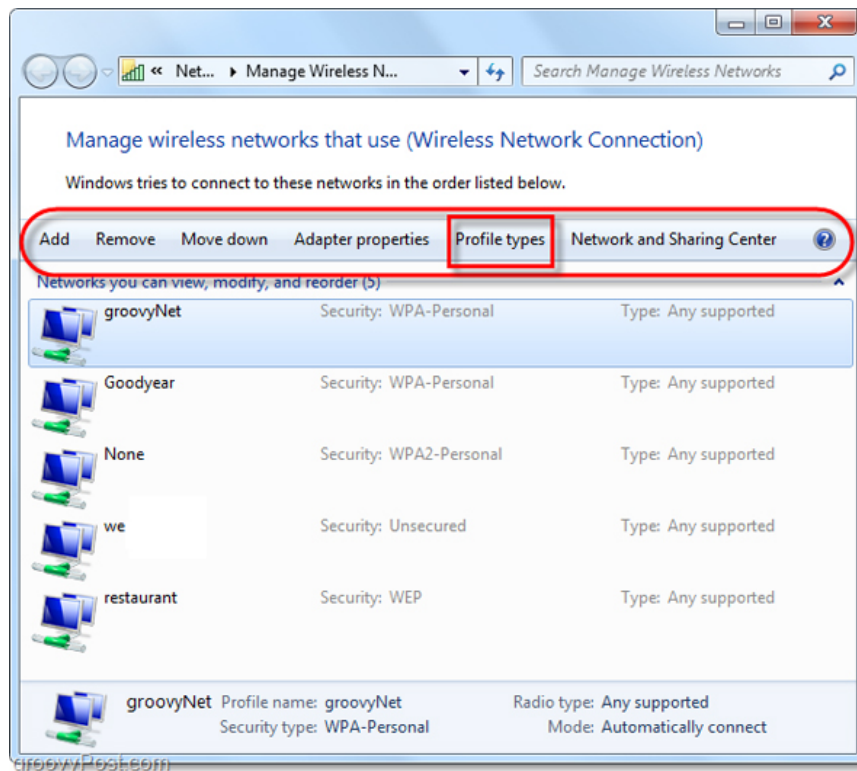 « Net... Manage Wireless N... Search Manage Wireless Networks
Manage wireless networks that use (Wireless Network Connection)
Windows tries to connect to these networks in the order listed below.
Add Remove Move down Adapter properties Profile types Network and Sharing Center ?
Networks you can view, modify, and reorder (5)
groovyNet Security: WPA-Personal Type: Any supported
Goodyear Security: WPA-Personal Type: Any supported
None Security: WPA2-Personal Type: Any supported
we Security: Unsecured Type: Any supported
restaurant Security: WEP Type: Any supported
groovyNet Profile name: groovyNet Radio type: Any supported
Security type: WPA-Personal Mode: Automatically connect
groovyPost.com